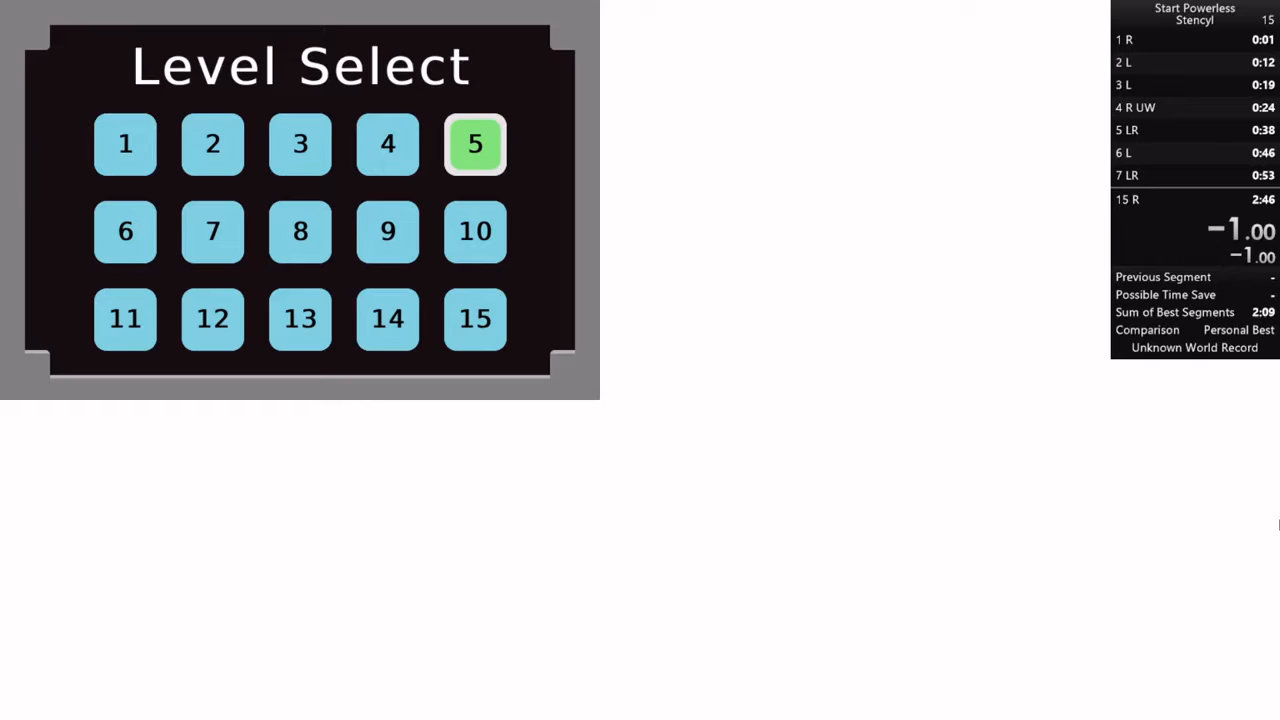 Level Select
1 2 3 4 5
6 7 8 9 10
11 12 13 14 15
Start Powerless
Stencyl 15
1 R 0:01
2 L 0:12
3 L 0:19
4 R UW 0:24
5 LR 0:38
6 L 0:46
7 LR 0:53
15 R 2:46
−1.00
−1.00
Previous Segment -
Possible Time Save -
Sum of Best Segments 2:09
Comparison Personal Best
Unknown World Record